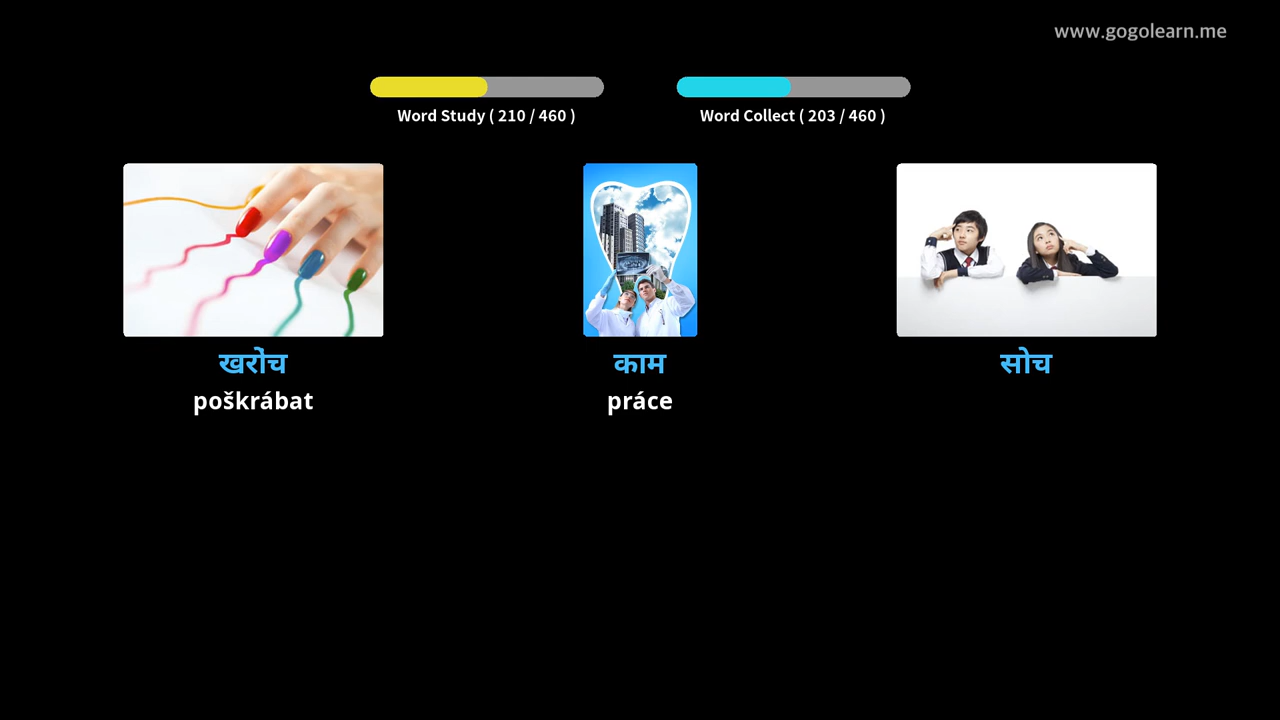 www.gogolearn.me
Word Study ( 210 / 460 )
Word Collect ( 203 / 460 )
खरोंच
काम
सोच
poškrábat
práce